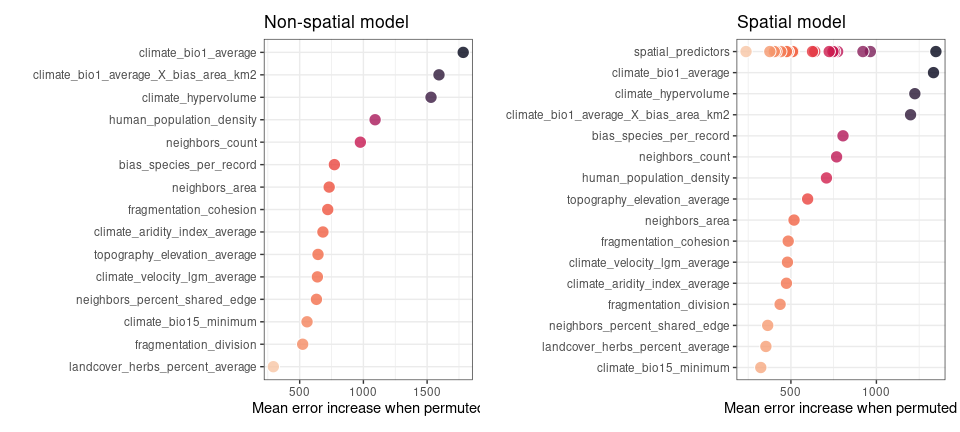 Non-spatial model
climate_bio1_average
climate_bio1_average_X_bias_area_km2
climate_hypervolume
human_population_density
neighbors_count
bias_species_per_record
neighbors_area
fragmentation_cohesion
climate_aridity_index_average
topography_elevation_average
climate_velocity_lgm_average
neighbors_percent_shared_edge
climate_bio15_minimum
fragmentation_division
landcover_herbs_percent_average
500 1000 1500
Mean error increase when permuted
Spatial model
spatial_predictors
climate_bio1_average
climate_hypervolume
climate_bio1_average_X_bias_area_km2
bias_species_per_record
neighbors_count
human_population_density
topography_elevation_average
neighbors_area
fragmentation_cohesion
climate_velocity_lgm_average
climate_aridity_index_average
fragmentation_division
neighbors_percent_shared_edge
landcover_herbs_percent_average
climate_bio15_minimum
500 1000
Mean error increase when permuted